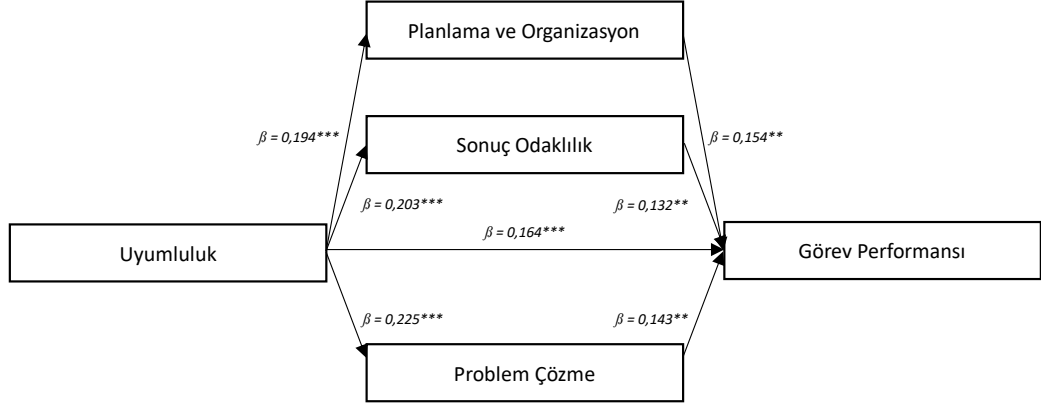 Planlama ve Organizasyon
β = 0,194***
β = 0,154**
Sonuç Odaklılık
β = 0,203***
β = 0,132**
β = 0,164***
Uyumluluk
Görev Performansı
β = 0,225***
β = 0,143**
Problem Çözme